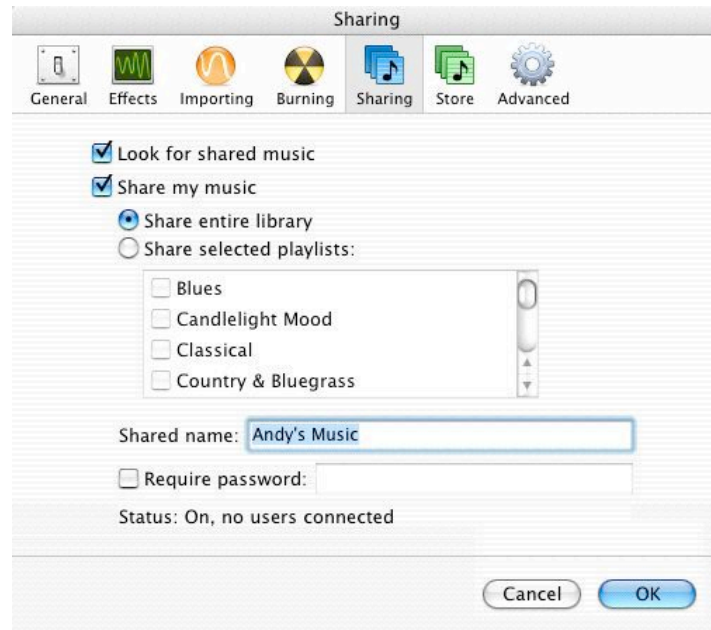 Sharing
General Effects Importing Burning Sharing Store Advanced
Look for shared music
Share my music
Share entire library
Share selected playlists:
Blues
Candlelight Mood
Classical
Country & Bluegrass
Shared name: Andy's Music
Require password:
Status: On, no users connected
Cancel OK